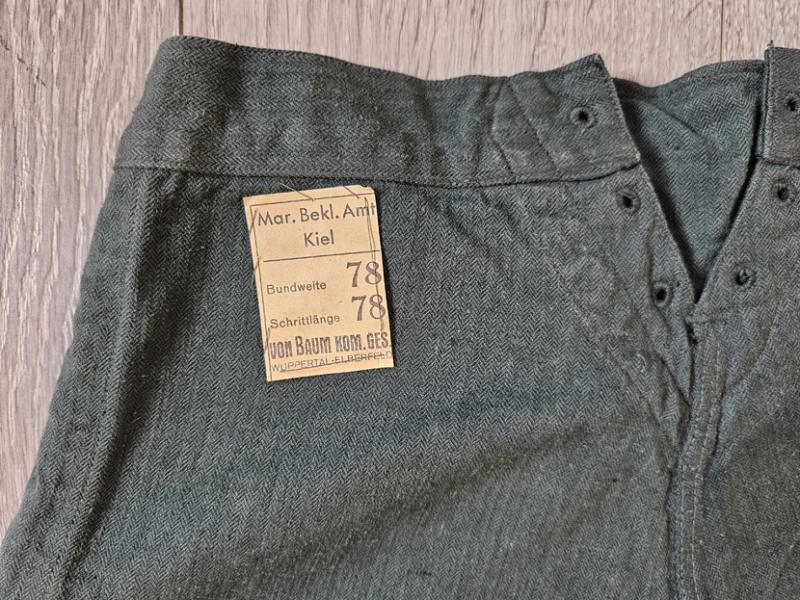 Mar. Bekl. Amt
Kiel
Bundweite 78
Schrittlänge 78
VON BAUM KOM. GES.
WUPPERTAL-ELBERFELD